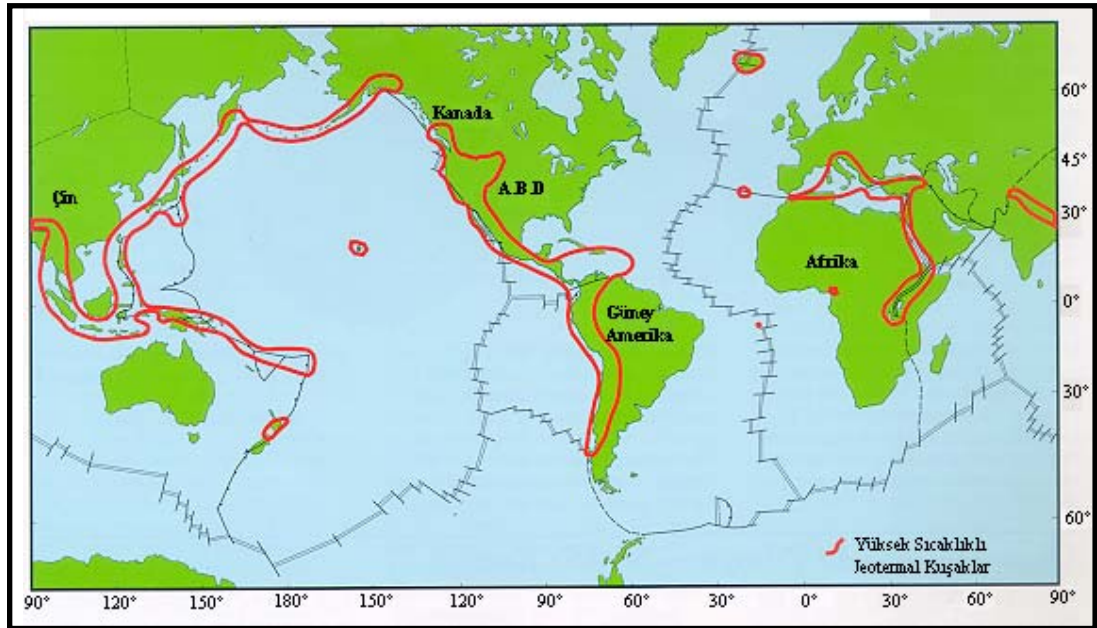 Kanada
A.B.D
Çin
Afrika
Güney
Amerika
Yüksek Sıcaklıklı
Jeotermal Kuşaklar
60°
45°
30°
0°
30°
60°
90° 120° 150° 180° 150° 120° 90° 60° 30° 0° 30° 60° 90°